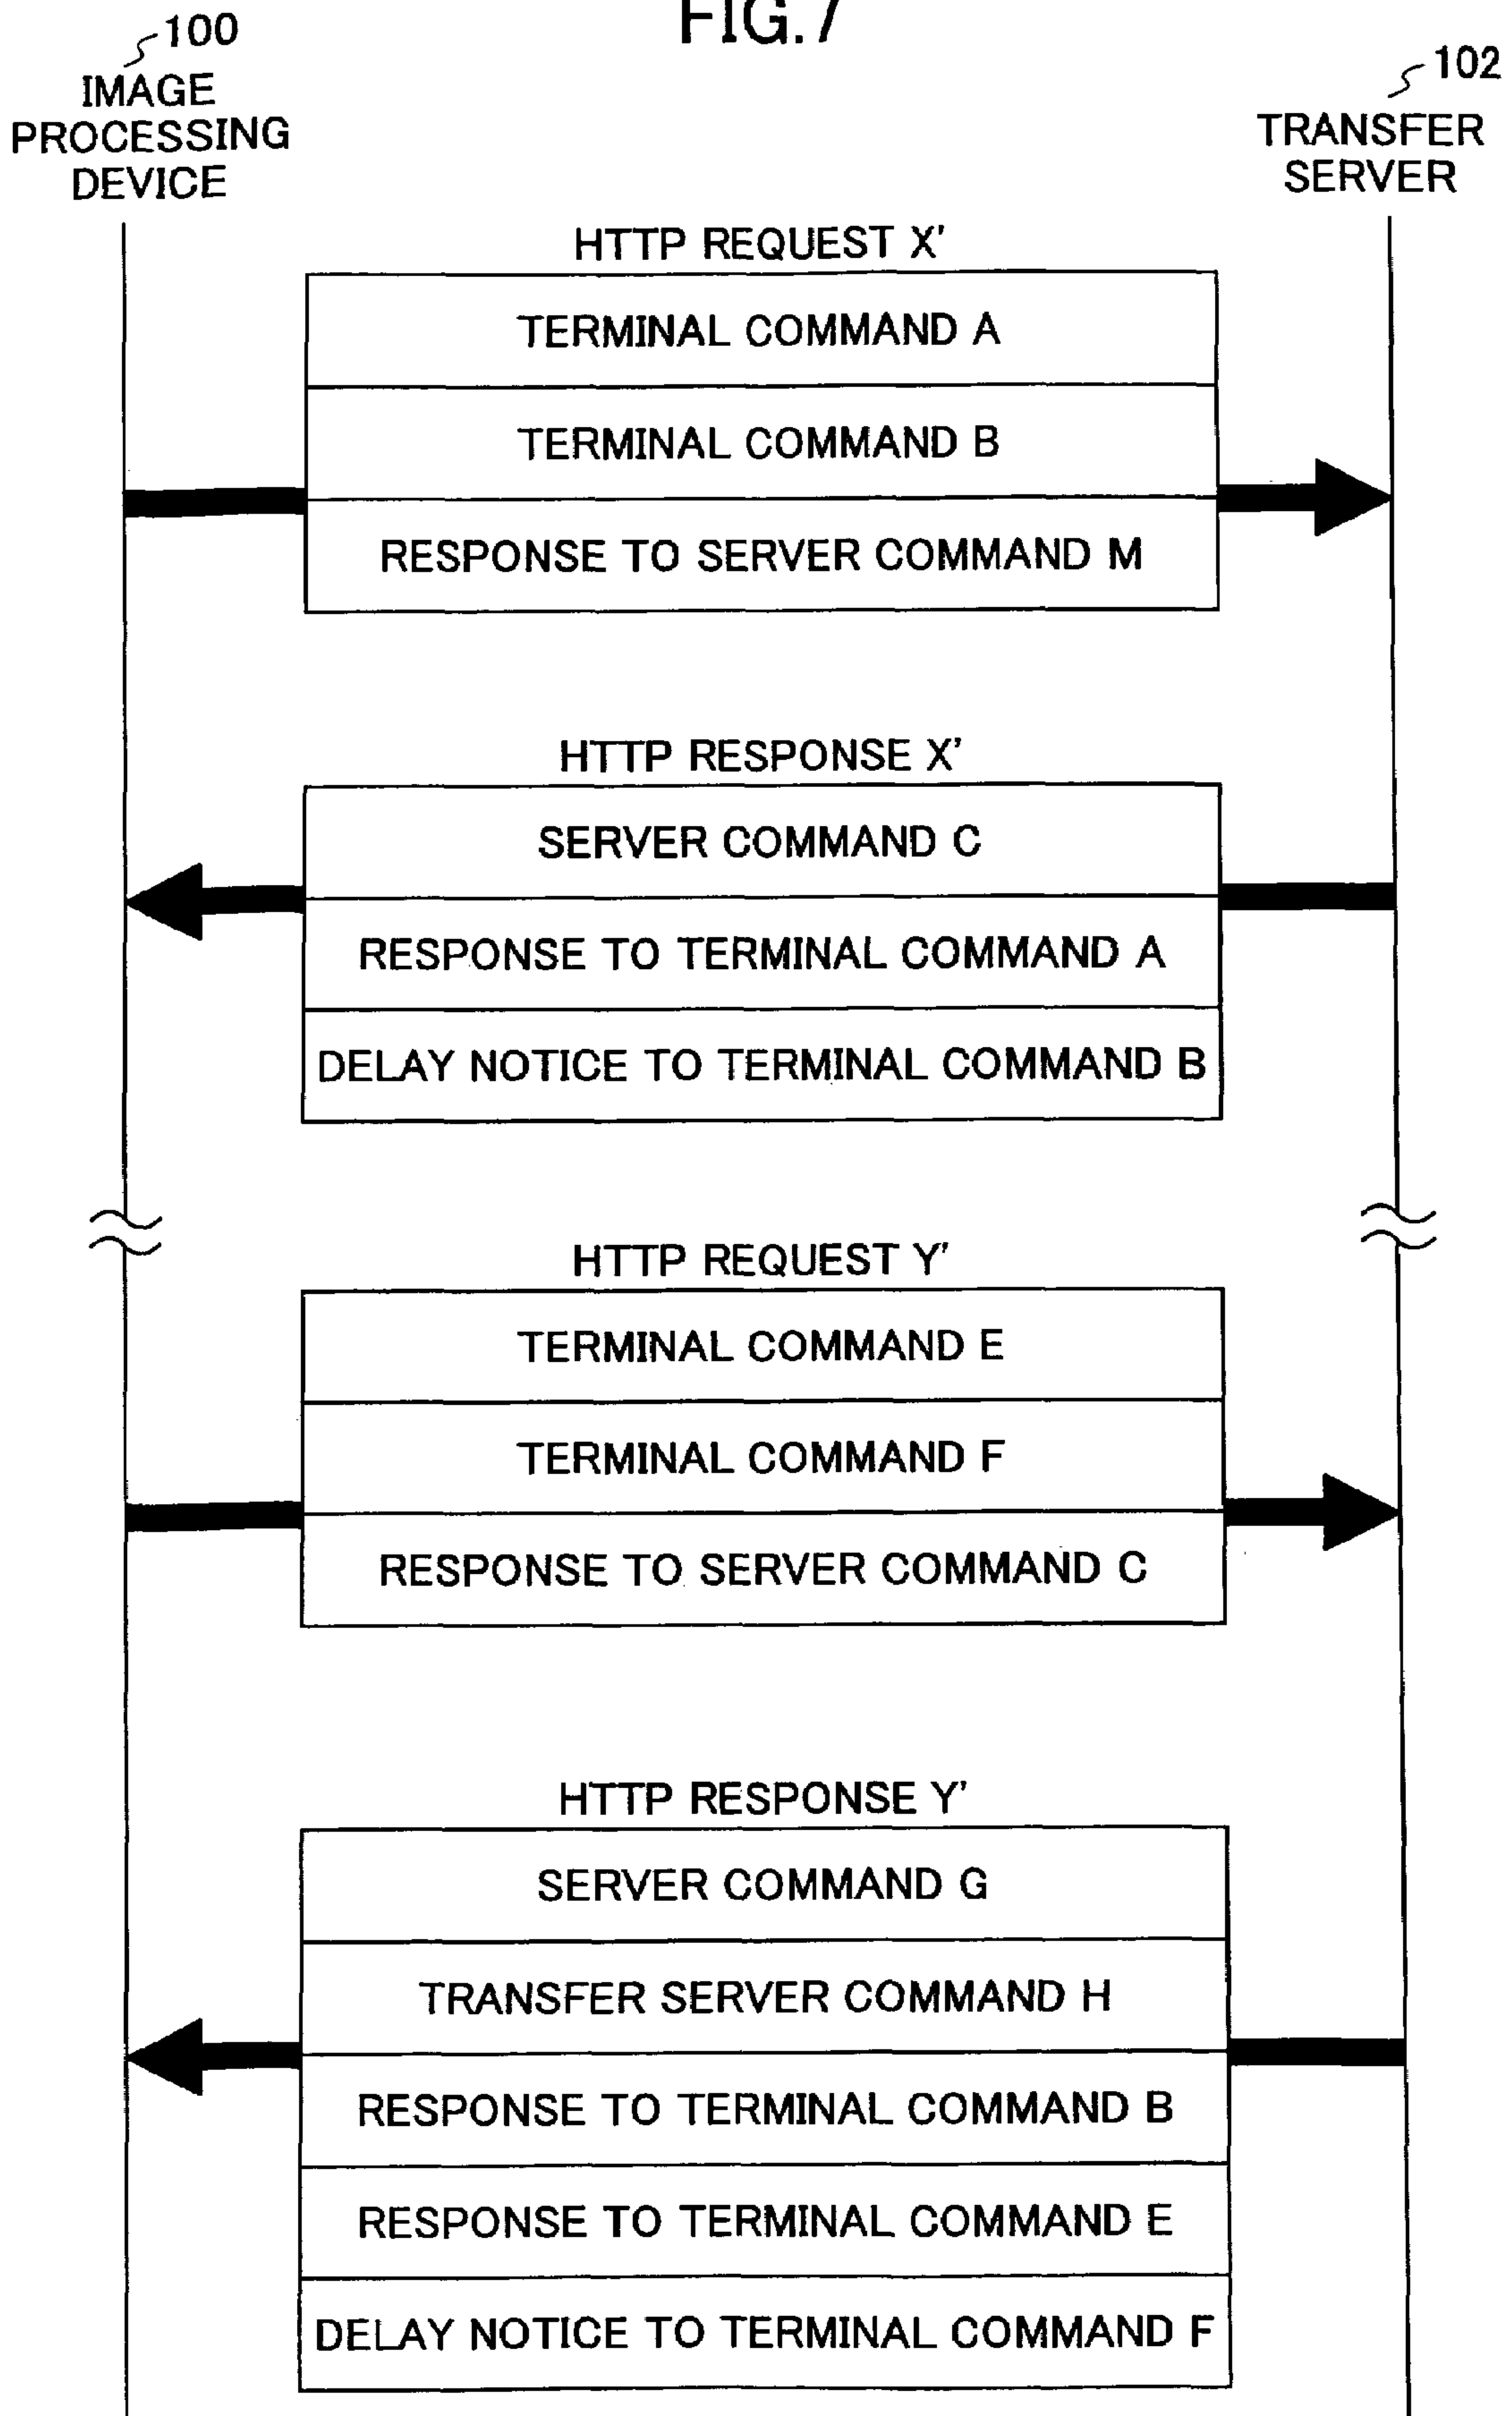 FIG.7
100
IMAGE
PROCESSING
DEVICE
102
TRANSFER
SERVER
HTTP REQUEST X'
TERMINAL COMMAND A
TERMINAL COMMAND B
RESPONSE TO SERVER COMMAND M
HTTP RESPONSE X'
SERVER COMMAND C
RESPONSE TO TERMINAL COMMAND A
DELAY NOTICE TO TERMINAL COMMAND B
HTTP REQUEST Y'
TERMINAL COMMAND E
TERMINAL COMMAND F
RESPONSE TO SERVER COMMAND C
HTTP RESPONSE Y'
SERVER COMMAND G
TRANSFER SERVER COMMAND H
RESPONSE TO TERMINAL COMMAND B
RESPONSE TO TERMINAL COMMAND E
DELAY NOTICE TO TERMINAL COMMAND F